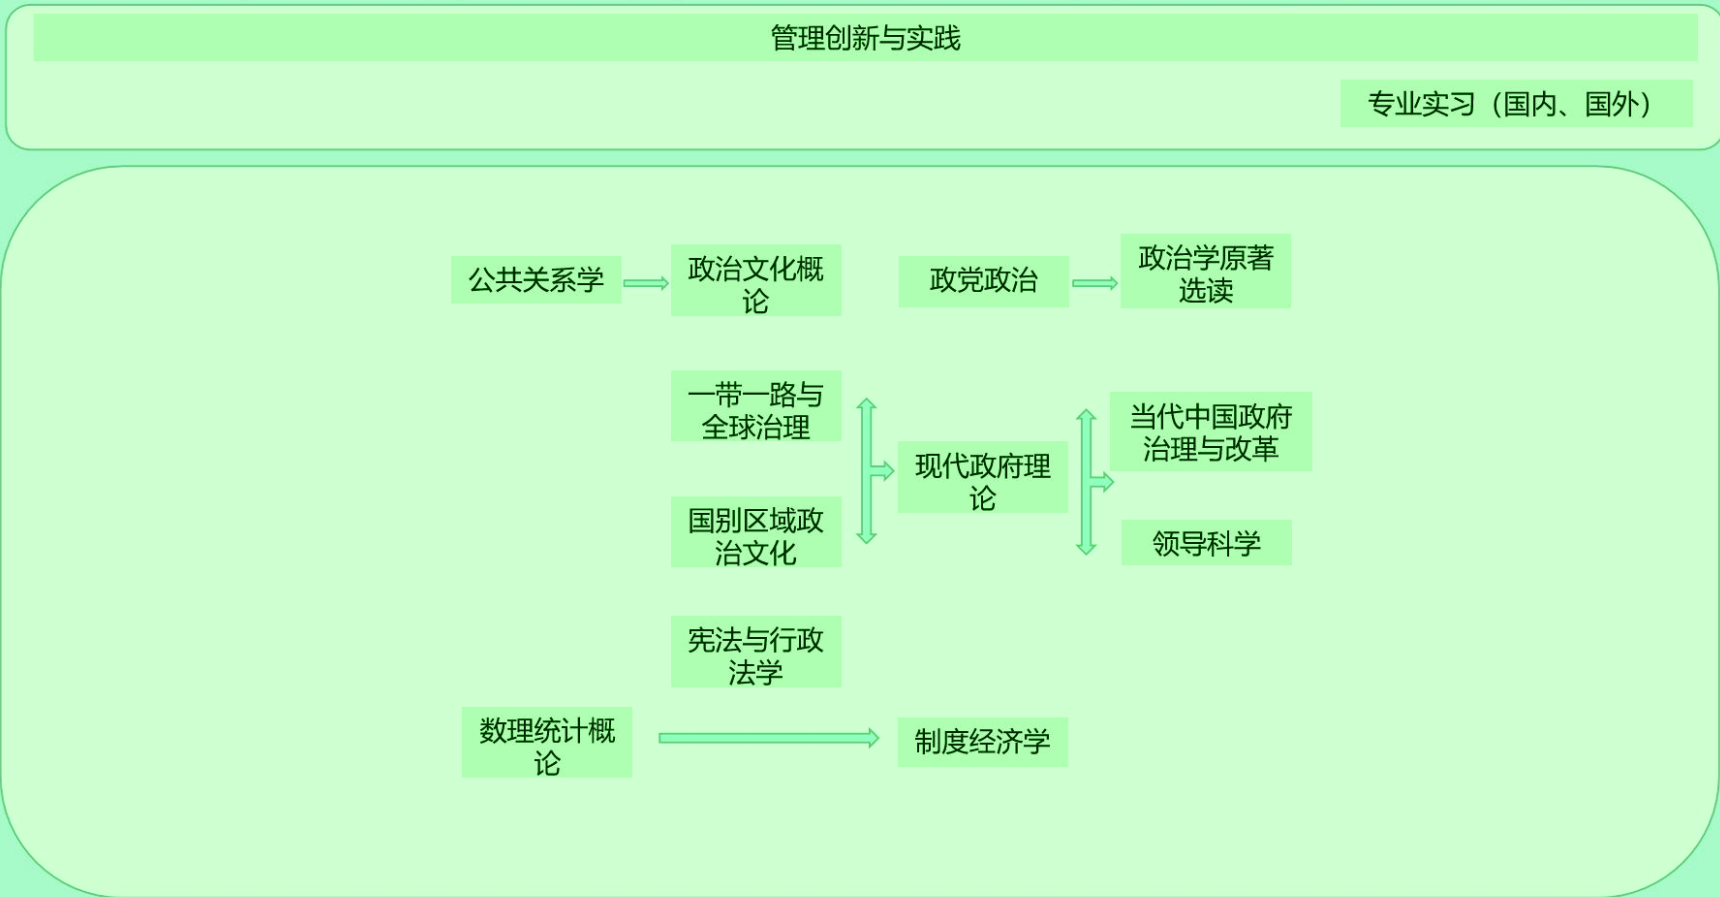 管理创新与实践
专业实习（国内、国外）
公共关系学
政治文化概
论
政党政治
政治学原著
选读
一带一路与
全球治理
国别区域政
治文化
现代政府理
论
当代中国政府
治理与改革
领导科学
宪法与行政
法学
数理统计概
论
制度经济学